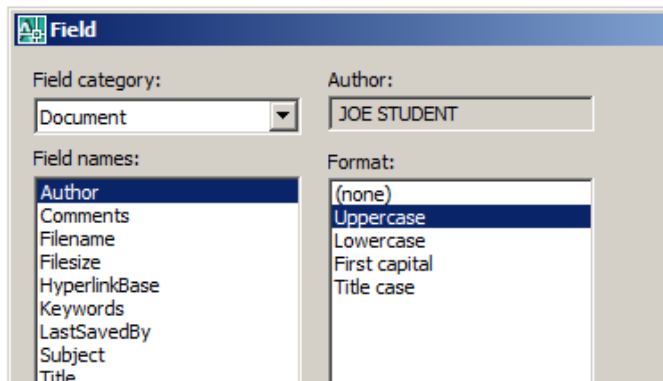 Field
Field category:
Document
Author:
JOE STUDENT
Field names:
Author
Comments
Filename
Filesize
HyperlinkBase
Keywords
LastSavedBy
Subject
Title
Format:
(none)
Uppercase
Lowercase
First capital
Title case